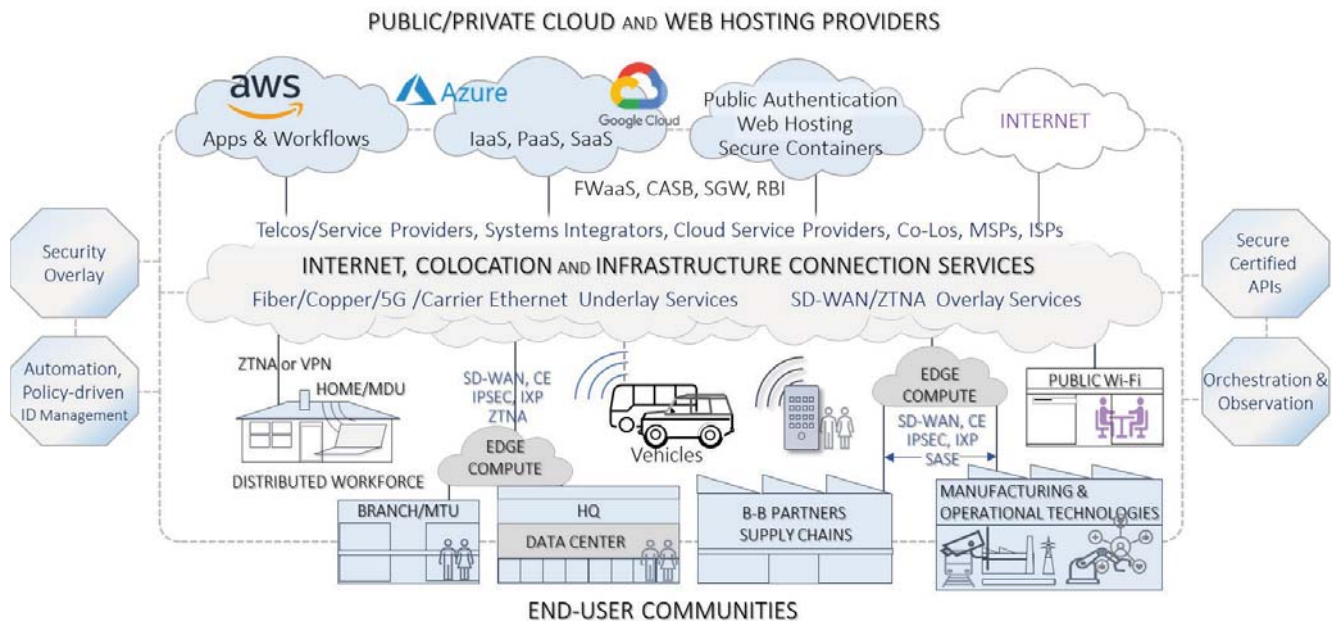 PUBLIC/PRIVATE CLOUD AND WEB HOSTING PROVIDERS
aws
Apps & Workflows
Azure
IaaS, PaaS, SaaS
Google Cloud
Public Authentication
Web Hosting
Secure Containers
INTERNET
FWaaS, CASB, SGW, RBI
Telcos/Service Providers, Systems Integrators, Cloud Service Providers, Co-Los, MSPs, ISPs
INTERNET, COLOCATION AND INFRASTRUCTURE CONNECTION SERVICES
Fiber/Copper/5G /Carrier Ethernet Underlay Services
SD-WAN/ZTNA Overlay Services
Security
Overlay
Automation,
Policy-driven
ID Management
Secure
Certified
APIs
Orchestration &
Observation
ZTNA or VPN
HOME/MDU
DISTRIBUTED WORKFORCE
SD-WAN, CE
IPSEC, IXP
ZTNA
EDGE
COMPUTE
Vehicles
EDGE
COMPUTE
SD-WAN, CE
IPSEC, IXP
SASE
PUBLIC Wi-Fi
BRANCH/MTU
HQ
DATA CENTER
B-B PARTNERS
SUPPLY CHAINS
MANUFACTURING &
OPERATIONAL TECHNOLOGIES
END-USER COMMUNITIES